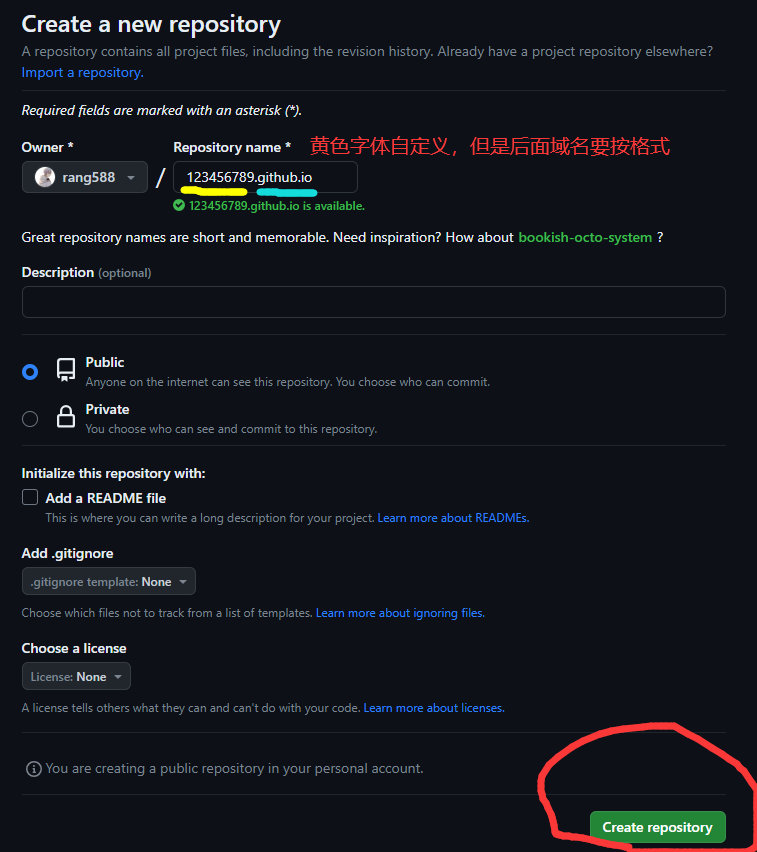 Create a new repository
A repository contains all project files, including the revision history. Already have a project repository elsewhere?
Import a repository.
Required fields are marked with an asterisk (*).
Owner *
Repository name *
黄色字体自定义，但是后面域名要按格式
rang588
/
123456789.github.io
123456789.github.io is available.
Great repository names are short and memorable. Need inspiration? How about bookish-octo-system ?
Description (optional)
Public
Anyone on the internet can see this repository. You choose who can commit.
Private
You choose who can see and commit to this repository.
Initialize this repository with:
Add a README file
This is where you can write a long description for your project. Learn more about READMEs.
Add .gitignore
.gitignore template: None
Choose which files not to track from a list of templates. Learn more about ignoring files.
Choose a license
License: None
A license tells others what they can and can't do with your code. Learn more about licenses.
You are creating a public repository in your personal account.
Create repository